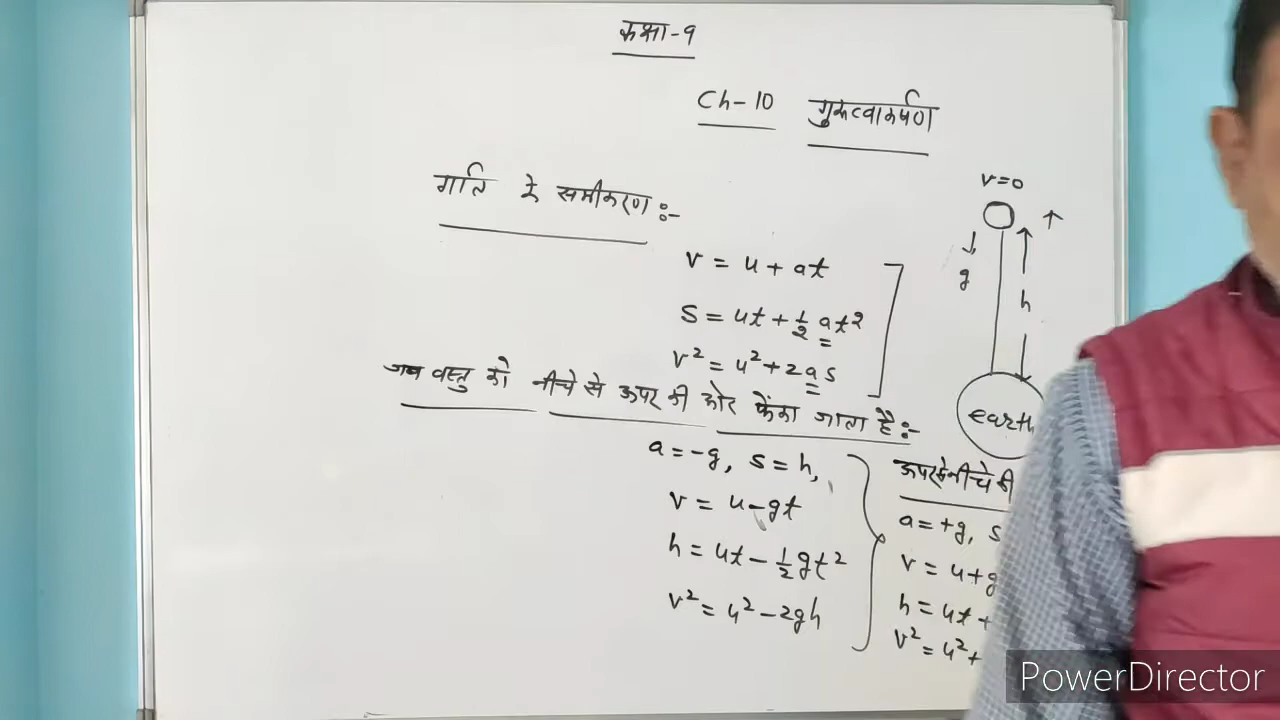 कक्षा-9
Ch-10 गुरुत्वाकर्षण
गति के समीकरण:-
v = u + at
s = ut + 1/2 at²
v² = u² + 2as
जब वस्तु को नीचे से ऊपर की ओर फेंका जाता है:-
a = -g, s = h,
v = u - gt
h = ut - 1/2 gt²
v² = u² - 2gh
v=0
g
h
earth
ऊपर से नीचे की
a = +g, s
v = u + g
h = ut +
v² = u² +
PowerDirector